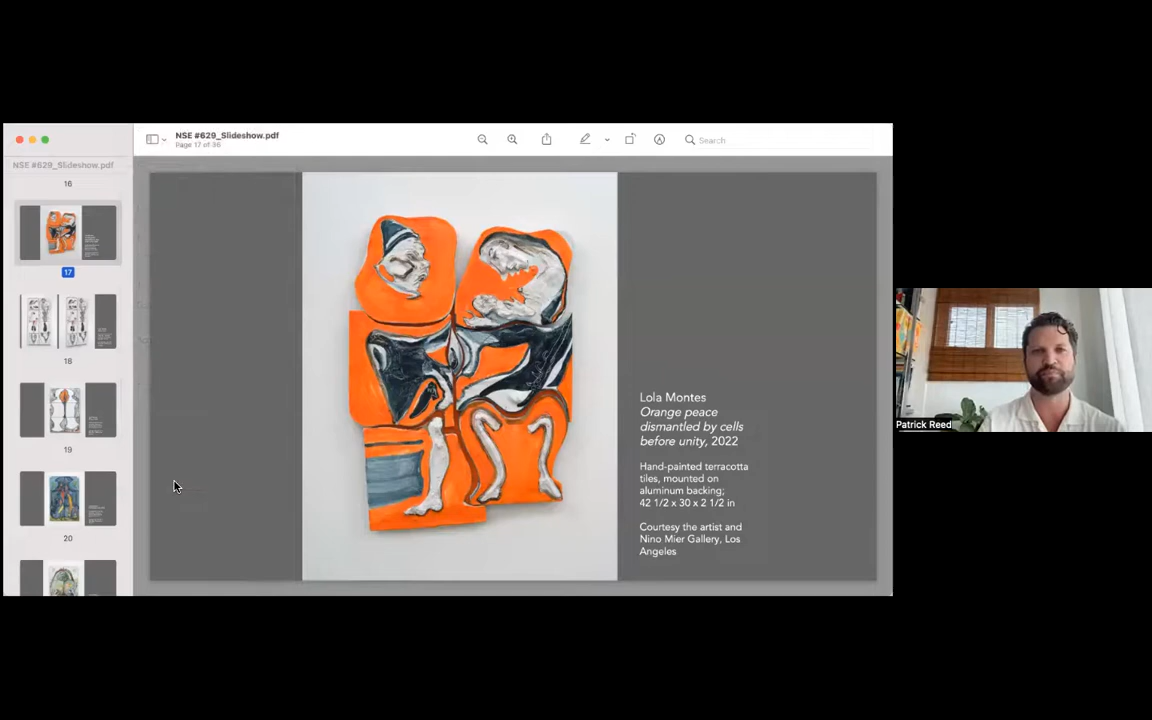 NSE #629_Slideshow.pdf
Page 17 of 36
Search
NSE #629_Slideshow.pdf
16
17
18
19
20
Lola Montes
Orange peace
dismantled by cells
before unity, 2022
Hand-painted terracotta
tiles, mounted on
aluminum backing;
42 1/2 x 30 x 2 1/2 in
Courtesy the artist and
Nino Mier Gallery, Los
Angeles
Patrick Reed